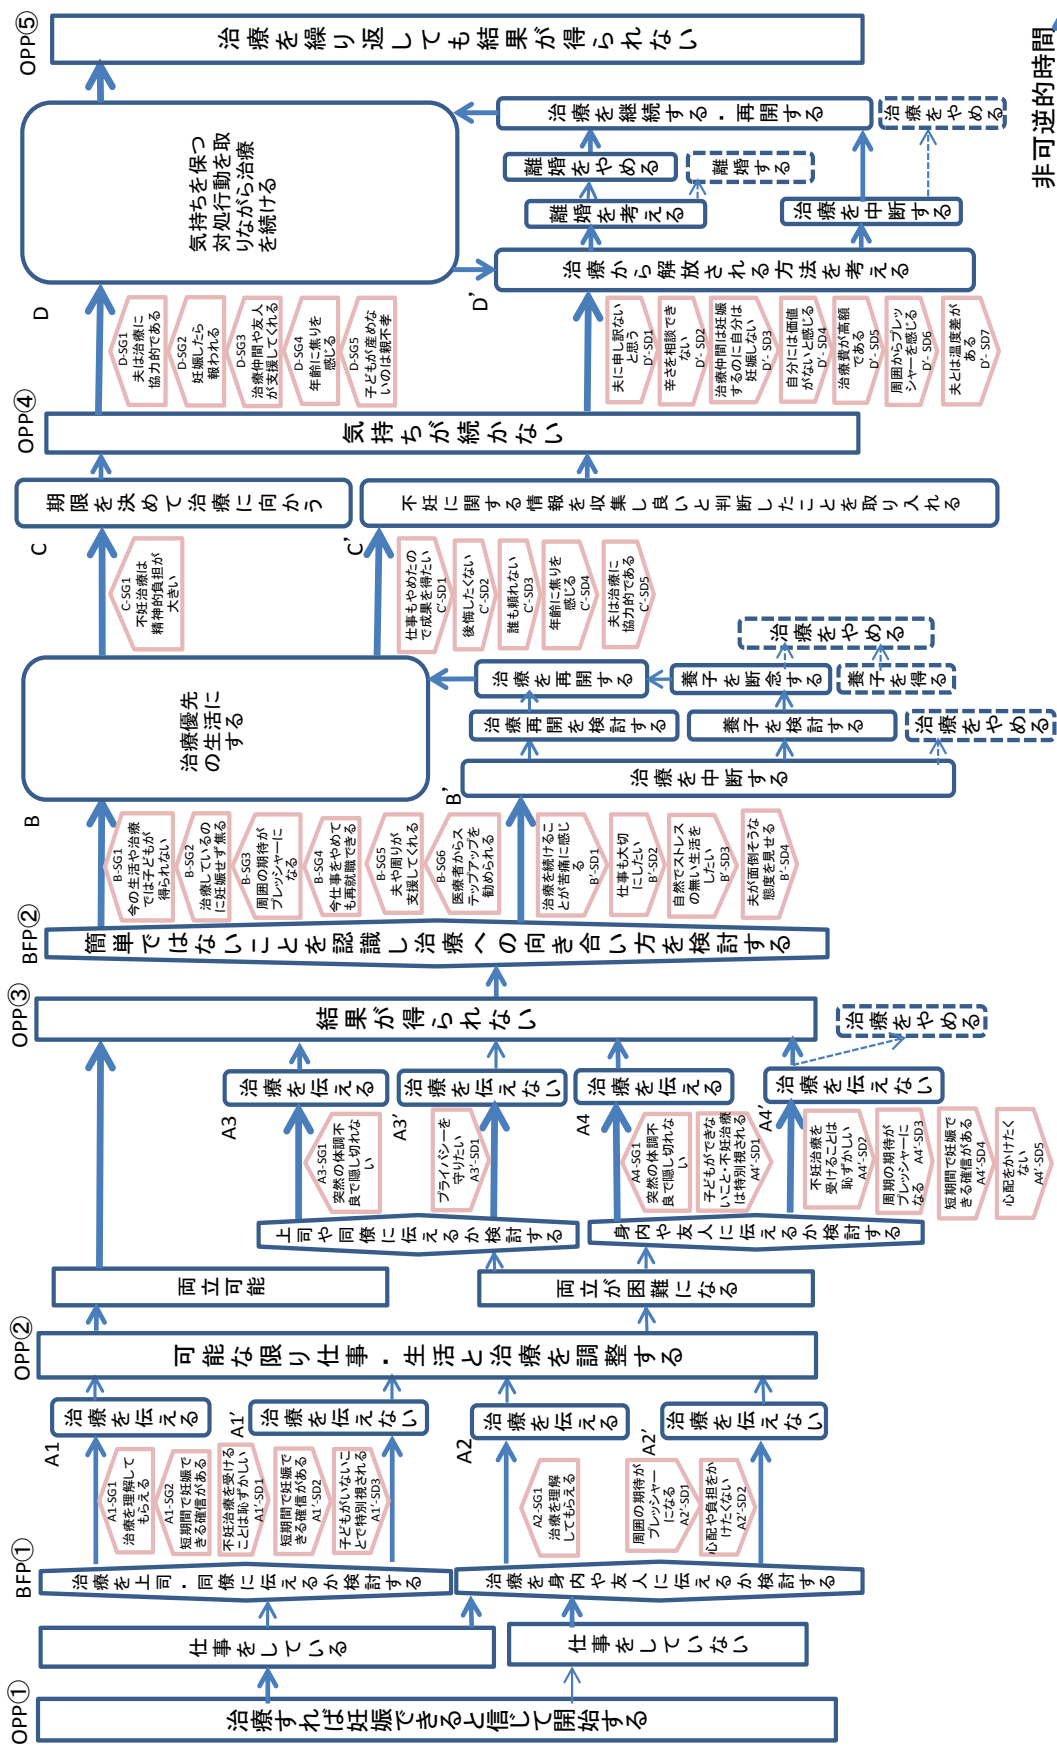 OPP①
治療すれば妊娠できると信じて開始する
仕事をしている
仕事をしていない
BFP①
治療を上司・同僚に伝えるか検討する
治療を身内や友人に伝えるか検討する
A1-SG1
治療を理解して
もらえる
A1-SG2
短期間で妊娠で
きる確信がある
不妊治療を受ける
ことは恥ずかしい
A1'-SD1
短期間で妊娠で
きる確信がある
A1'-SD2
子どもがいないこ
とで特別視される
A1'-SD3
A2-SG1
治療を理解
してもらえる
周囲の期待が
プレッシャー
になる
A2'-SD1
心配や負担をか
けたくない
A2'-SD2
A1
治療を伝える
A1'
治療を伝えない
A2
治療を伝える
A2'
治療を伝えない
OPP②
可能な限り仕事・生活と治療を調整する
両立可能
両立が困難になる
上司や同僚に伝えるか検討する
身内や友人に伝えるか検討する
A3-SG1
突然の体調不
良で隠し切れな
い
プライバシーを
守りたい
A3'-SD1
A4-SG1
突然の体調不
良で隠し切れな
い
子どもができな
いこと・不妊治療
は特別視される
A4'-SD1
不妊治療を
受けることは
恥ずかしい
A4'-SD2
周期の期待が
プレッシャーに
なる A4'-SD3
短期間で妊娠で
きる確信がある
A4'-SD4
心配をかけたく
ない
A4'-SD5
A3
治療を伝える
A3'
治療を伝えない
A4
治療を伝える
A4'
治療を伝えない
治療をやめる
OPP③
結果が得られない
BFP②
簡単ではないことを認識し治療への向き合い方を検討する
B-SG1
今の生活や治療
では子どもが
得られない
B-SG2
治療しているの
に妊娠せず焦る
B-SG3
周囲の期待が
プレッシャーに
なる
B-SG4
今仕事をやめて
も再就職できる
B-SG5
夫や周りが
支援してくれる
B-SG6
医療者からス
テップアップを
勧められる
治療を続けるこ
とが苦痛に感じ
る
B'-SD1
仕事も大切
にしたい
B'-SD2
自然でストレス
の無い生活を
したい
B'-SD3
夫が面倒そうな
態度を見せる
B'-SD4
B
治療優先
の生活に
する
B'
治療を中断する
治療再開を検討する
養子を検討する
治療をやめる
治療を再開する
養子を断念する
養子を得る
治療をやめる
C-SG1
不妊治療は
精神的負担が
大きい
仕事もやめたの
で成果を得たい
C'-SD1
後悔したくない
C'-SD2
誰も頼れない
C'-SD3
年齢に焦りを
感じる
C'-SD4
夫は治療に
協力的である
C'-SD5
C
期限を決めて治療に向かう
C'
不妊に関する情報を収集し良いと判断したことを取り入れる
OPP④
気持ちが続かない
D-SG1
夫は治療に
協力的である
D-SG2
妊娠したら
報われる
D-SG3
治療仲間や友人
が支援してくれる
D-SG4
年齢に焦りを
感じる
D-SG5
子どもが産めな
いのは親不孝
夫に申し訳ない
と思う
D'-SD1
辛さを相談でき
ない
D'-SD2
治療仲間は妊娠
するのに自分は
妊娠しない
D'-SD3
自分には価値
がないと感じる
D'-SD4
治療費が高額
である
D'-SD5
周囲からプレッ
シャーを感じる
D'-SD6
夫とは温度差が
ある
D'-SD7
D
気持ちを保つ
対処行動を取
りながら治療
を続ける
D'
治療から解放される方法を考える
離婚を考える
治療を中断する
離婚をやめる
離婚する
治療を継続する・再開する
治療をやめる
OPP⑤
治療を繰り返しても結果が得られない
非可逆的時間